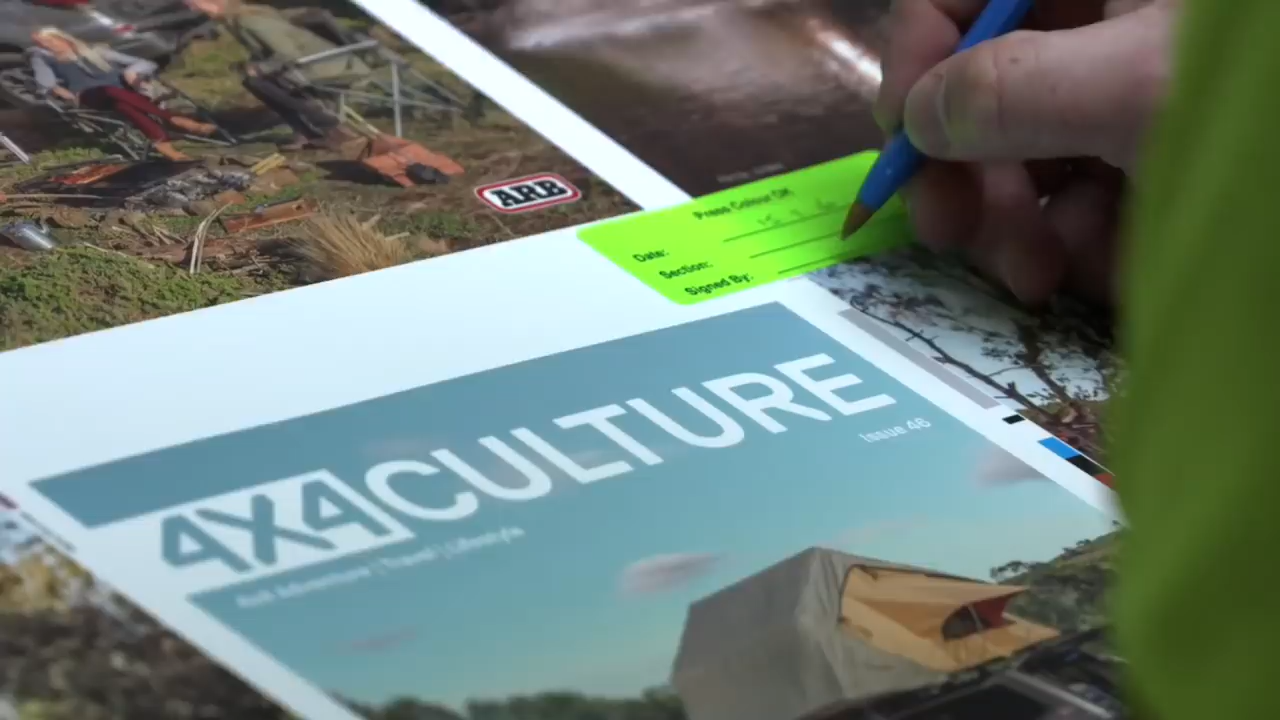 ARB
Press Colour OK
Date:
Section:
Signed By:
4X4CULTURE
Issue 46
4x4 Adventure | Travel | Lifestyle